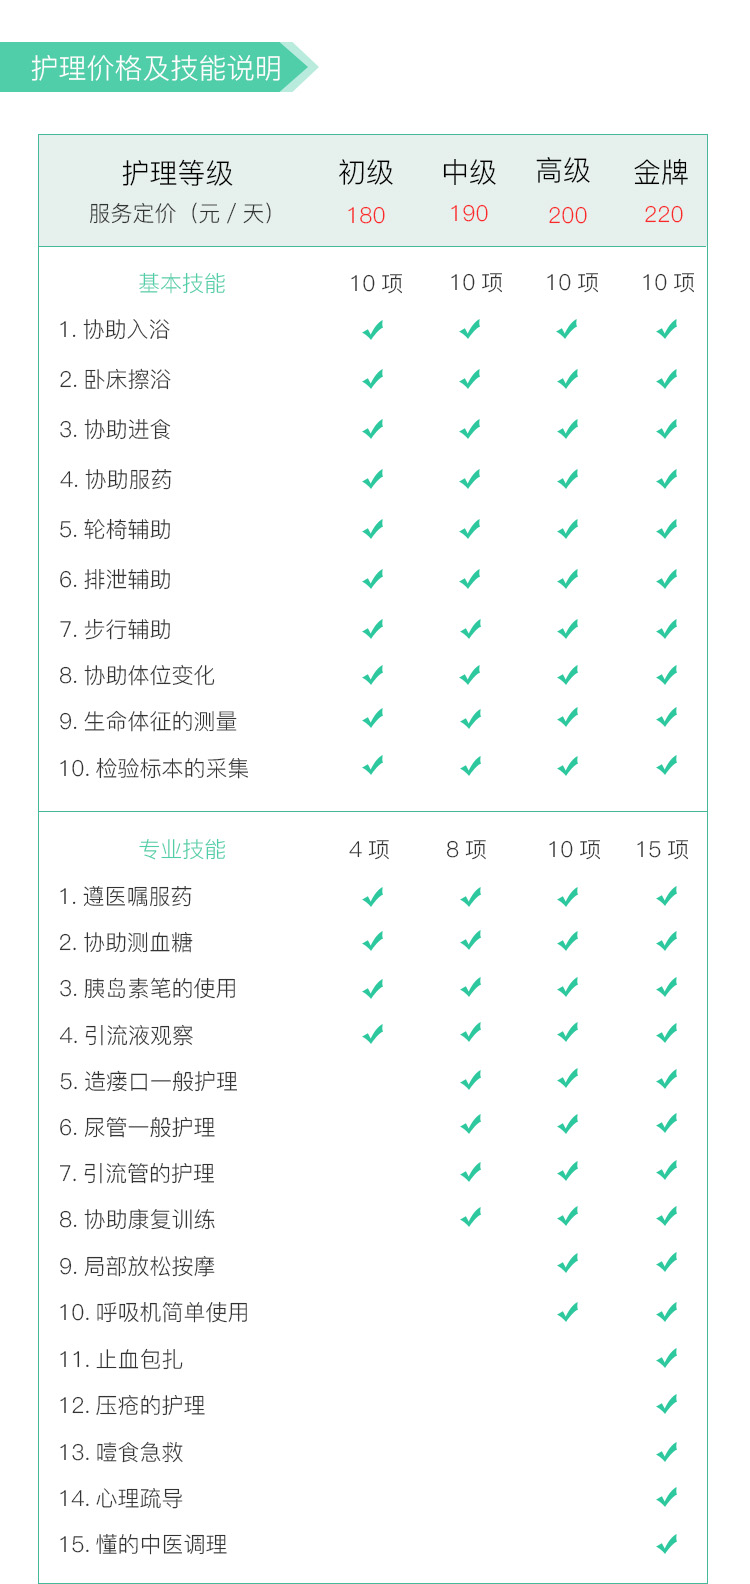 护理价格及技能说明
护理等级 初级 中级 高级 金牌
服务定价（元 / 天） 180 190 200 220
基本技能 10 项 10 项 10 项 10 项
1. 协助入浴
2. 卧床擦浴
3. 协助进食
4. 协助服药
5. 轮椅辅助
6. 排泄辅助
7. 步行辅助
8. 协助体位变化
9. 生命体征的测量
10. 检验标本的采集
专业技能 4 项 8 项 10 项 15 项
1. 遵医嘱服药
2. 协助测血糖
3. 胰岛素笔的使用
4. 引流液观察
5. 造瘘口一般护理
6. 尿管一般护理
7. 引流管的护理
8. 协助康复训练
9. 局部放松按摩
10. 呼吸机简单使用
11. 止血包扎
12. 压疮的护理
13. 噎食急救
14. 心理疏导
15. 懂的中医调理